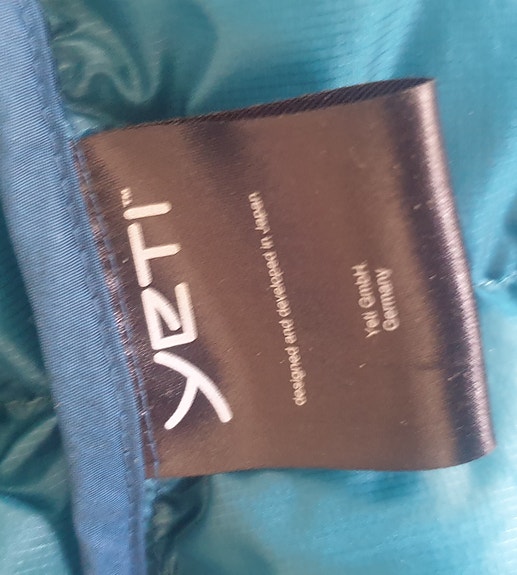 YETI™
designed and developed in Japan
Yeti GmbH
Germany